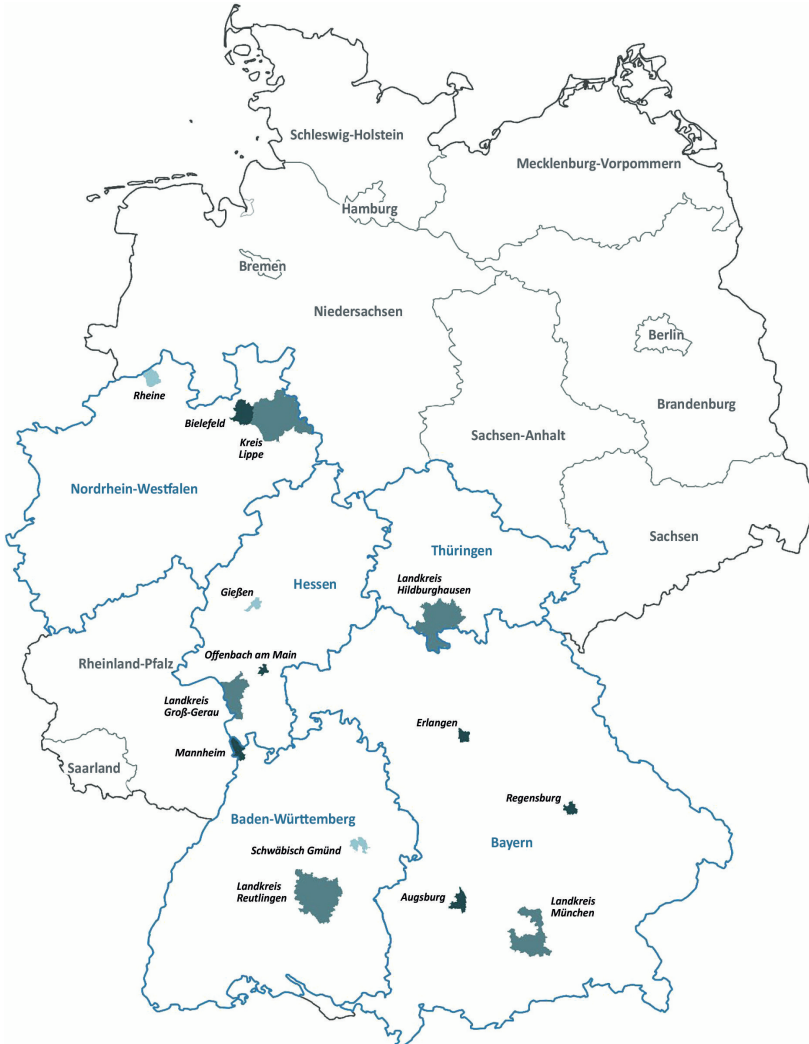 Schleswig-Holstein
Mecklenburg-Vorpommern
Hamburg
Bremen
Niedersachsen
Berlin
Rheine
Brandenburg
Bielefeld
Kreis
Lippe
Sachsen-Anhalt
Nordrhein-Westfalen
Sachsen
Thüringen
Landkreis
Hildburghausen
Hessen
Gießen
Offenbach am Main
Rheinland-Pfalz
Landkreis
Groß-Gerau
Erlangen
Mannheim
Saarland
Regensburg
Baden-Württemberg
Bayern
Schwäbisch Gmünd
Landkreis
Reutlingen
Augsburg
Landkreis
München